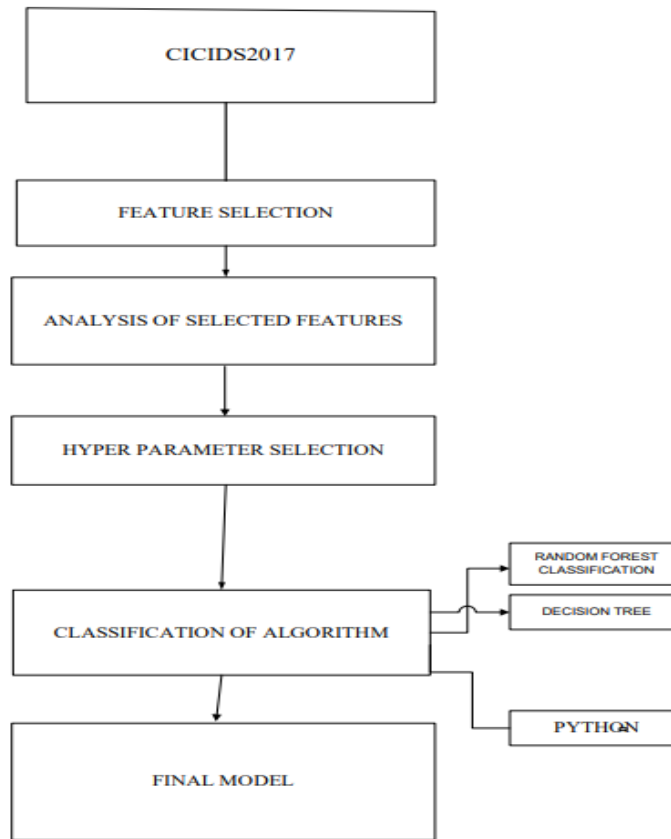 CICIDS2017
FEATURE SELECTION
ANALYSIS OF SELECTED FEATURES
HYPER PARAMETER SELECTION
RANDOM FOREST
CLASSIFICATION
DECISION TREE
CLASSIFICATION OF ALGORITHM
PYTHON
FINAL MODEL